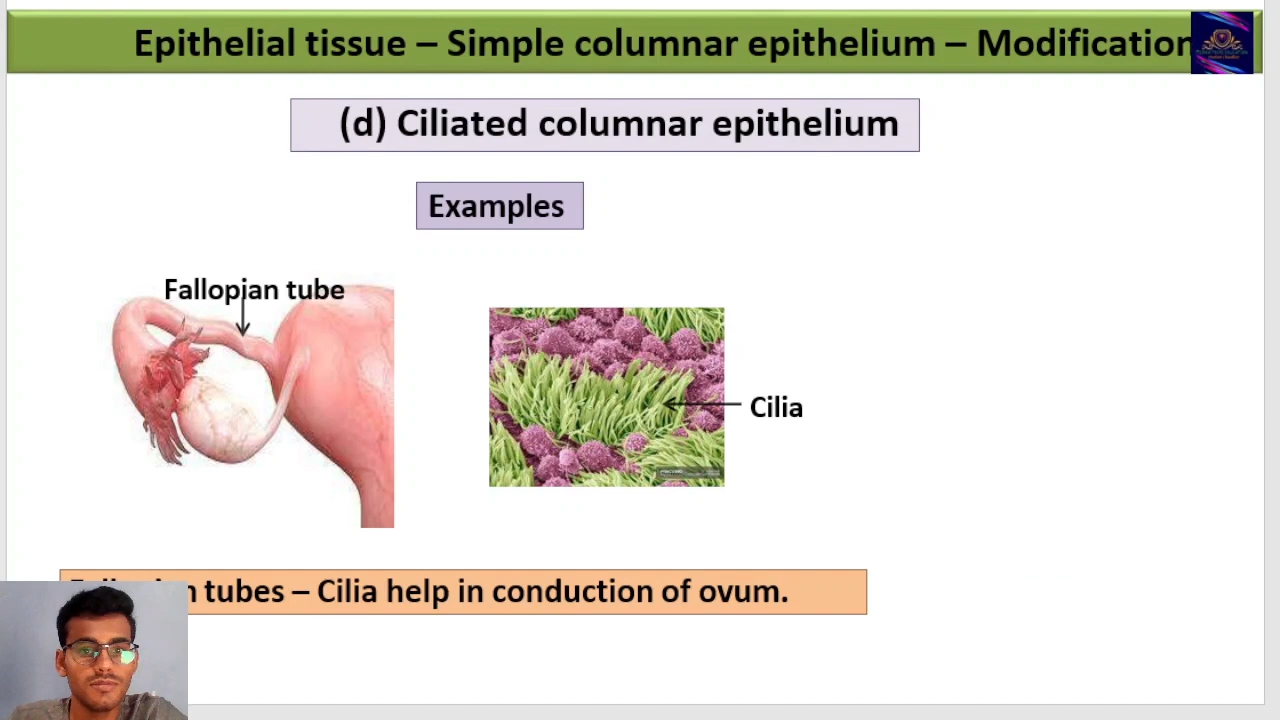 Epithelial tissue – Simple columnar epithelium – Modification
(d) Ciliated columnar epithelium
Examples
Fallopian tube
Cilia
tubes – Cilia help in conduction of ovum.